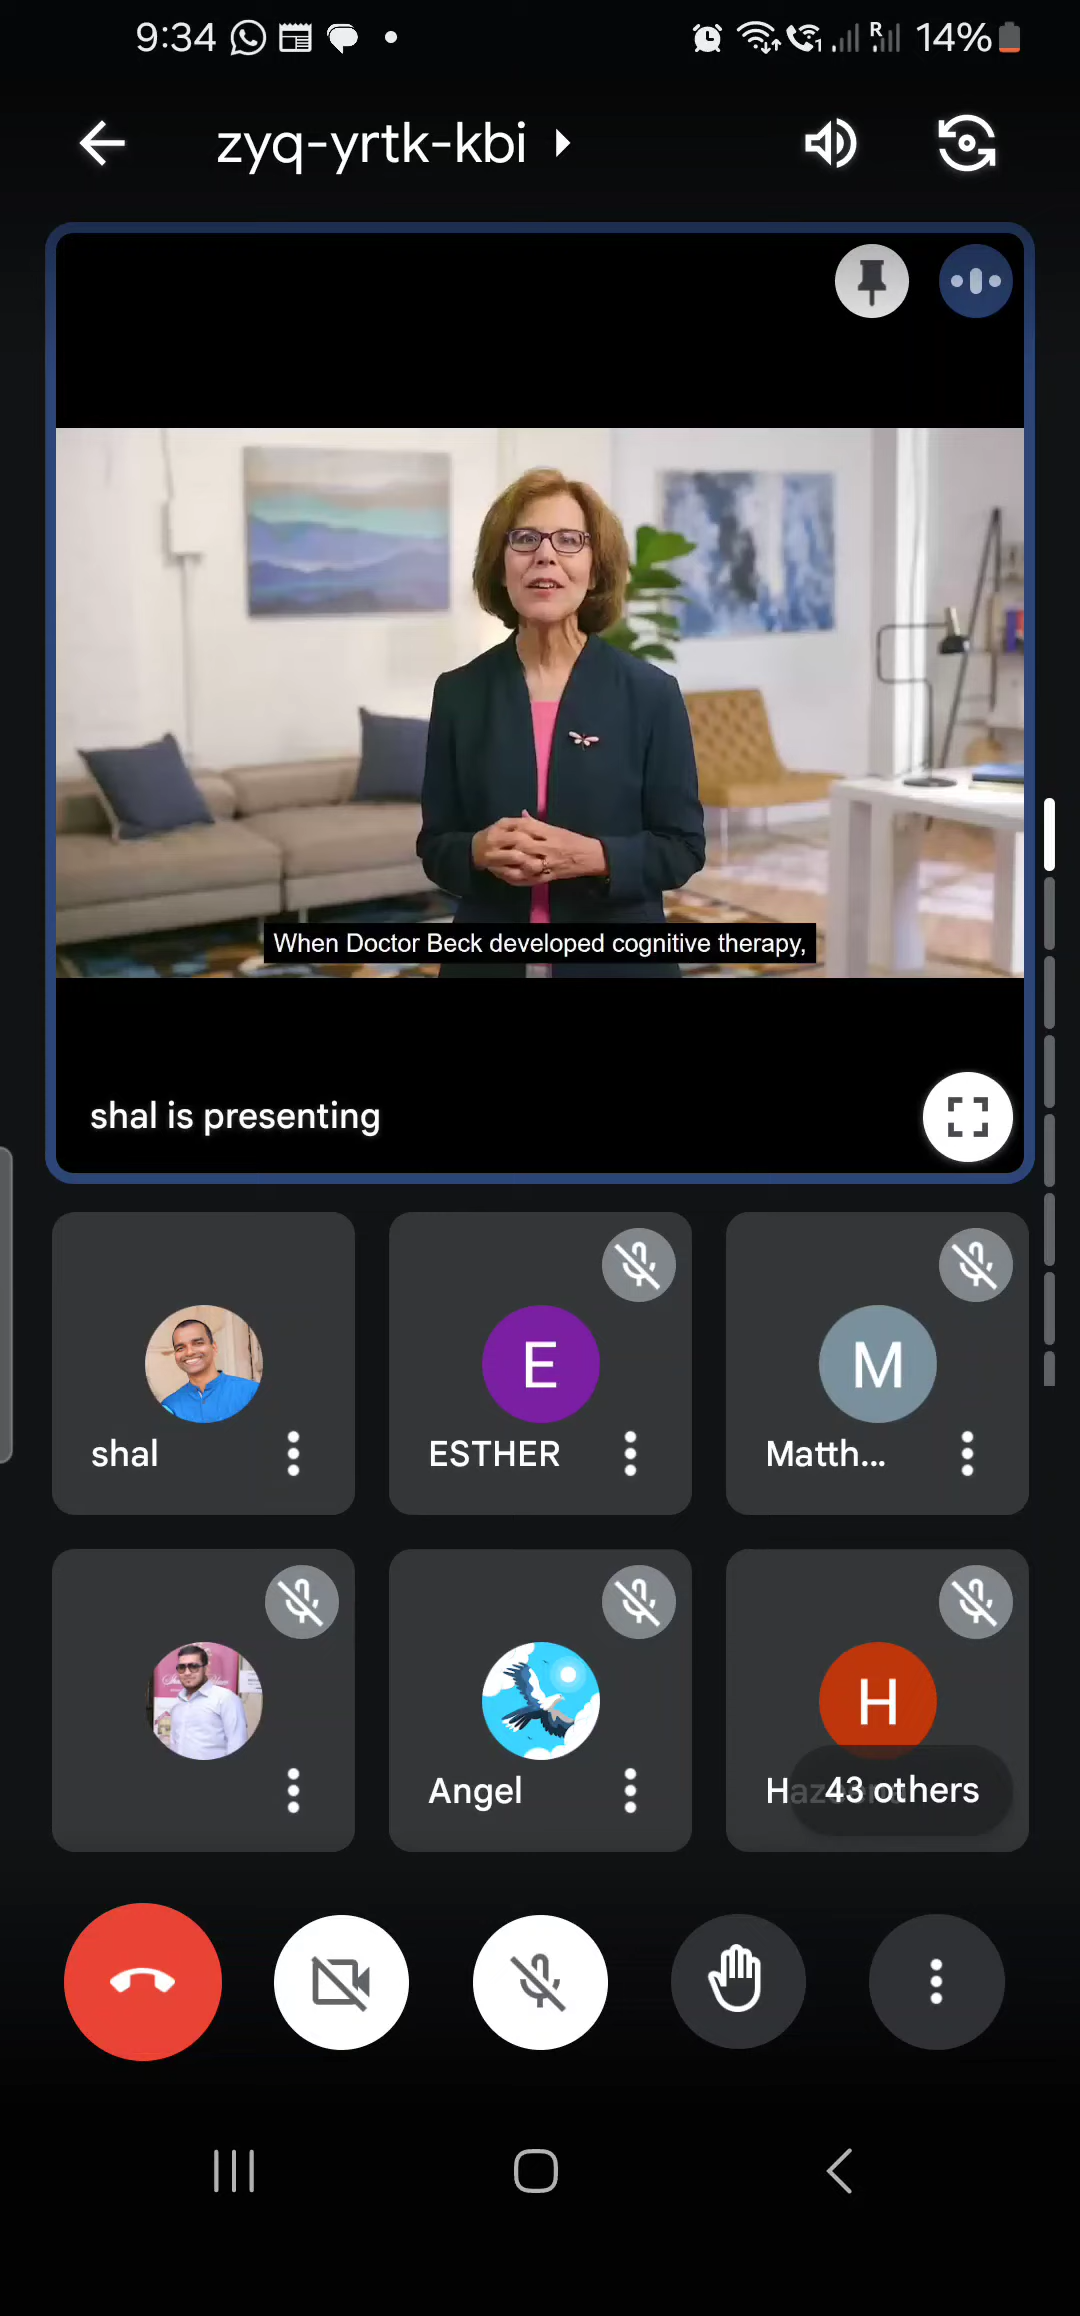 9:34
R
14%
zyq-yrtk-kbi
When Doctor Beck developed cognitive therapy,
shal is presenting
E
M
shal
ESTHER
Matth...
H
Angel
43 others